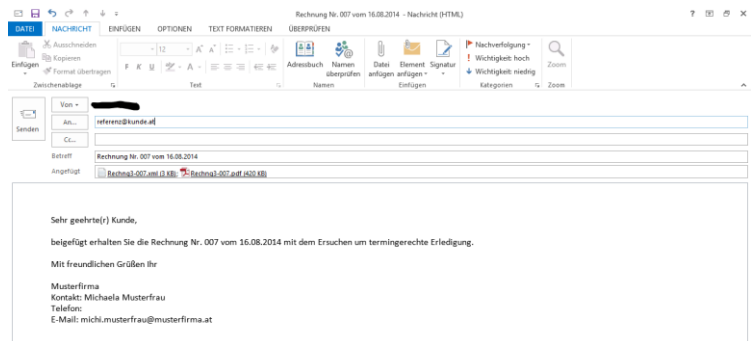 Rechnung Nr. 007 vom 16.08.2014 - Nachricht (HTML)
DATEI NACHRICHT EINFÜGEN OPTIONEN TEXT FORMATIEREN ÜBERPRÜFEN
Einfügen
Ausschneiden
Kopieren
Format übertragen
Zwischenablage
12
F K U
Text
Adressbuch
Namen überprüfen
Namen
Datei anfügen
Element anfügen
Signatur
Einfügen
Nachverfolgung
Wichtigkeit: hoch
Wichtigkeit: niedrig
Kategorien
Zoom
Zoom
Senden
Von
An... referenz@kunde.at
Cc...
Betreff Rechnung Nr. 007 vom 16.08.2014
Angefügt Rechnq3-007.xml (3 KB); Rechnq3-007.pdf (420 KB)
Sehr geehrte(r) Kunde,
beigefügt erhalten Sie die Rechnung Nr. 007 vom 16.08.2014 mit dem Ersuchen um termingerechte Erledigung.
Mit freundlichen Grüßen Ihr
Musterfirma
Kontakt: Michaela Musterfrau
Telefon:
E-Mail: michi.musterfrau@musterfirma.at